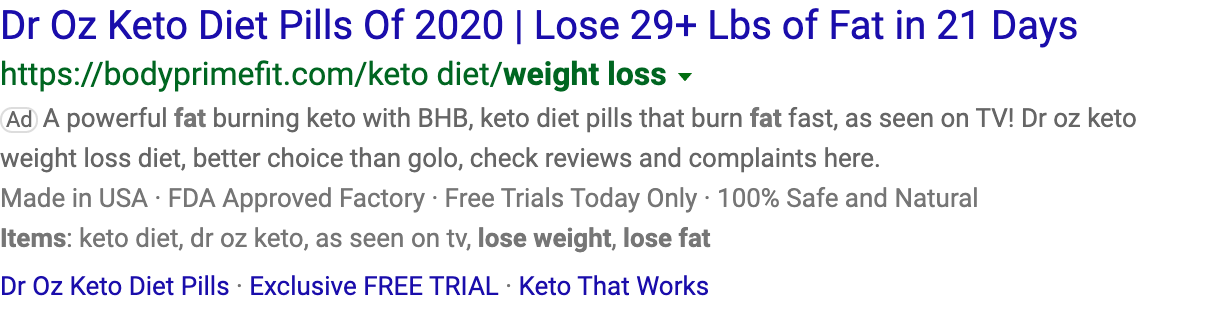 Dr Oz Keto Diet Pills Of 2020 | Lose 29+ Lbs of Fat in 21 Days
https://bodyprimefit.com/keto diet/weight loss
Ad A powerful fat burning keto with BHB, keto diet pills that burn fat fast, as seen on TV! Dr oz keto
weight loss diet, better choice than golo, check reviews and complaints here.
Made in USA · FDA Approved Factory · Free Trials Today Only · 100% Safe and Natural
Items: keto diet, dr oz keto, as seen on tv, lose weight, lose fat
Dr Oz Keto Diet Pills · Exclusive FREE TRIAL · Keto That Works